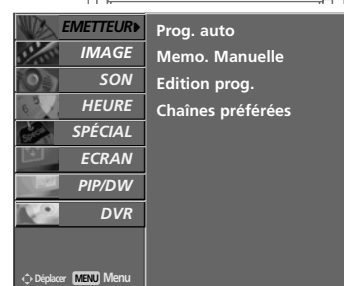 EMETTEUR
IMAGE
SON
HEURE
SPÉCIAL
ECRAN
PIP/DW
DVR
Déplacer MENU Menu
Prog. auto
Memo. Manuelle
Edition prog.
Chaînes préférées